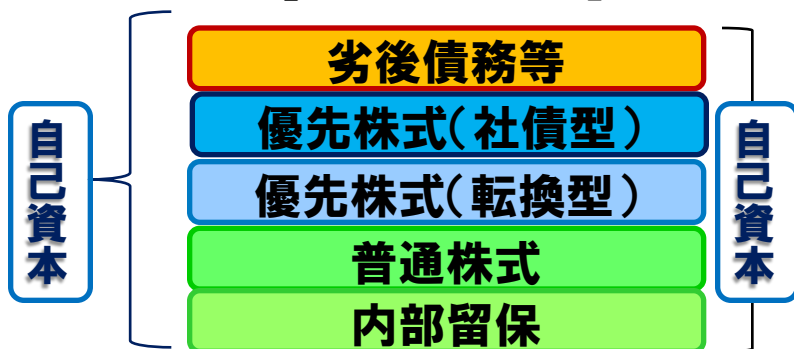 自己資本
劣後債務等
優先株式(社債型)
優先株式(転換型)
普通株式
内部留保
自己資本